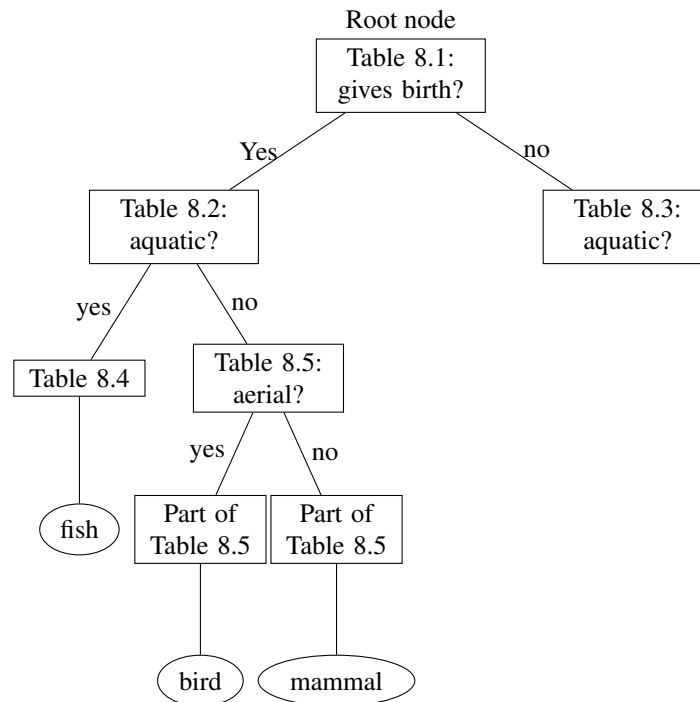 Root node
Table 8.1:
gives birth?
Yes
no
Table 8.2:
aquatic?
Table 8.3:
aquatic?
yes
no
Table 8.4
Table 8.5:
aerial?
yes
no
fish
Part of
Table 8.5
Part of
Table 8.5
bird
mammal